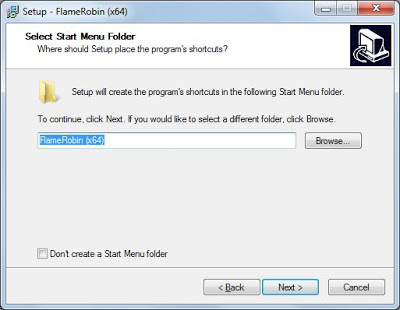 Setup - FlameRobin (x64)
Select Start Menu Folder
Where should Setup place the program's shortcuts?
Setup will create the program's shortcuts in the following Start Menu folder.
To continue, click Next. If you would like to select a different folder, click Browse.
FlameRobin (x64)
Browse...
Don't create a Start Menu folder
< Back
Next >
Cancel